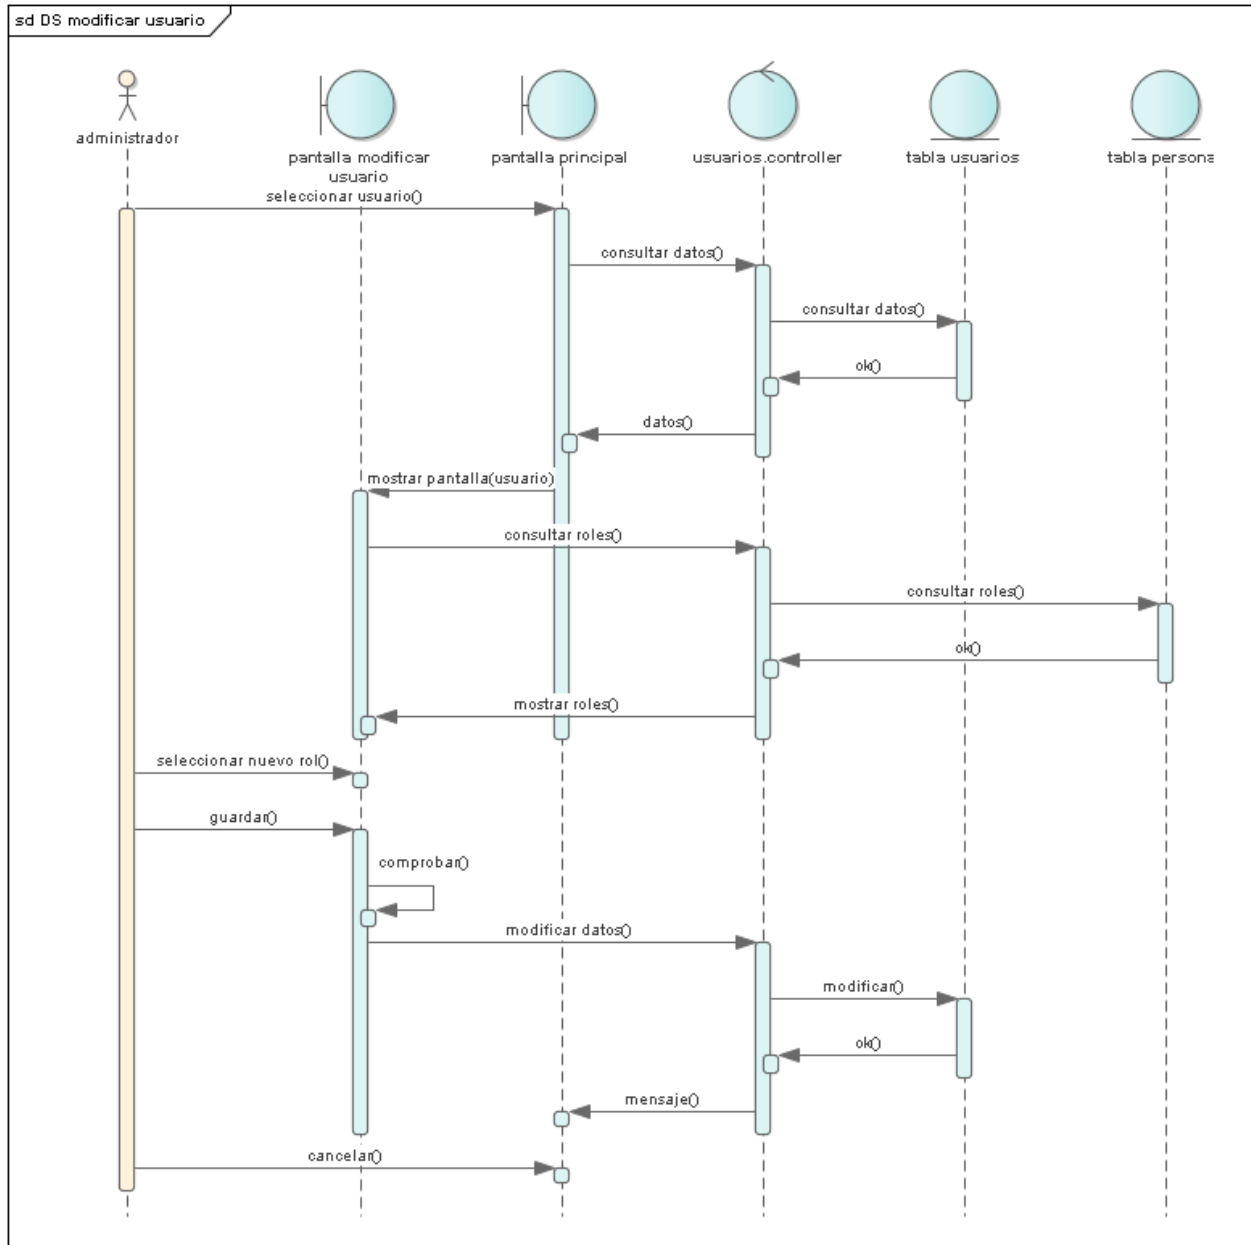 sd DS modificar usuario
administrador
pantalla modificar
usuario
pantalla principal
usuarios.controller
tabla usuarios
tabla persona
seleccionar usuario()
consultar datos()
consultar datos()
ok()
datos()
mostrar pantalla(usuario)
consultar roles()
consultar roles()
ok()
mostrar roles()
seleccionar nuevo rol()
guardar()
comprobar()
modificar datos()
modificar()
ok()
mensaje()
cancelar()